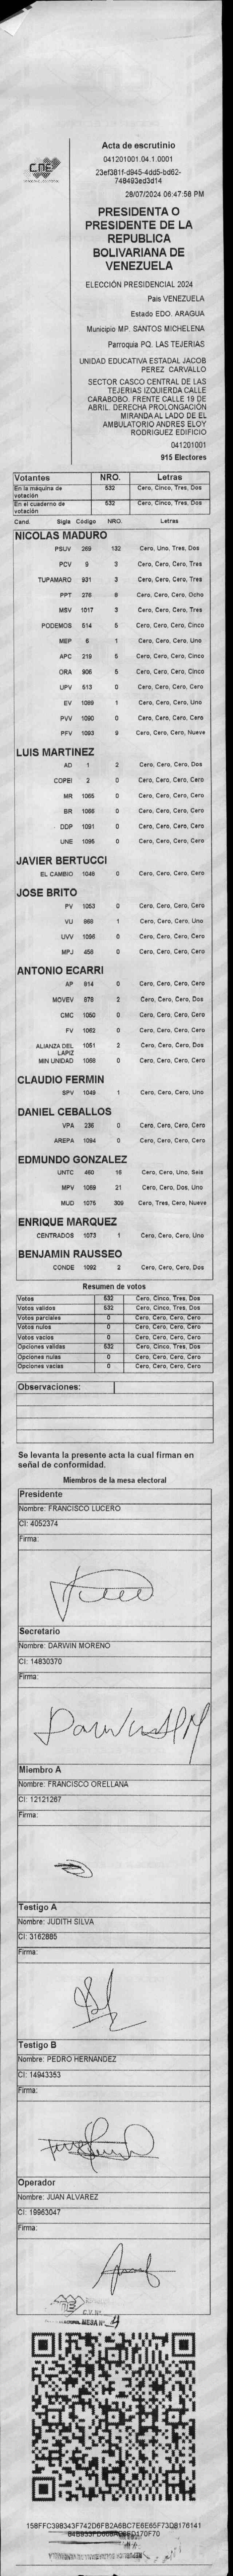 CNE
Acta de escrutinio
041201001.04.1.0001
23ef381f-d945-4dd5-bd62-
748493ed3d14
28/07/2024 06:47:58 PM
PRESIDENTA O
PRESIDENTE DE LA
REPUBLICA
BOLIVARIANA DE
VENEZUELA
ELECCIÓN PRESIDENCIAL 2024
Pais VENEZUELA
Estado EDO. ARAGUA
Municipio MP. SANTOS MICHELENA
Parroquia PQ. LAS TEJERIAS
UNIDAD EDUCATIVA ESTADAL JACOB
PEREZ CARVALLO
SECTOR CASCO CENTRAL DE LAS
TEJERIAS IZQUIERDA CALLE
CARABOBO. FRENTE CALLE 19 DE
ABRIL. DERECHA PROLONGACIÓN
MIRANDA AL LADO DE EL
AMBULATORIO ANDRES ELOY
RODRIGUEZ EDIFICIO
041201001
915 Electores
Votantes NRO. Letras
En la máquina de votación 532 Cero, Cinco, Tres, Dos
En el cuaderno de votación 532 Cero, Cinco, Tres, Dos
Cand. Sigla Código NRO. Letras
NICOLAS MADURO
PSUV 269 132 Cero, Uno, Tres, Dos
PCV 9 3 Cero, Cero, Cero, Tres
TUPAMARO 931 3 Cero, Cero, Cero, Tres
PPT 276 8 Cero, Cero, Cero, Ocho
MSV 1017 3 Cero, Cero, Cero, Tres
PODEMOS 514 5 Cero, Cero, Cero, Cinco
MEP 6 1 Cero, Cero, Cero, Uno
APC 219 5 Cero, Cero, Cero, Cinco
ORA 906 5 Cero, Cero, Cero, Cinco
UPV 513 0 Cero, Cero, Cero, Cero
EV 1089 1 Cero, Cero, Cero, Uno
PVV 1090 0 Cero, Cero, Cero, Cero
PFV 1093 9 Cero, Cero, Cero, Nueve
LUIS MARTINEZ
AD 1 2 Cero, Cero, Cero, Dos
COPEI 2 0 Cero, Cero, Cero, Cero
MR 1065 0 Cero, Cero, Cero, Cero
BR 1066 0 Cero, Cero, Cero, Cero
DDP 1091 0 Cero, Cero, Cero, Cero
UNE 1095 0 Cero, Cero, Cero, Cero
JAVIER BERTUCCI
EL CAMBIO 1048 0 Cero, Cero, Cero, Cero
JOSE BRITO
PV 1053 0 Cero, Cero, Cero, Cero
VU 868 1 Cero, Cero, Cero, Uno
UVV 1096 0 Cero, Cero, Cero, Cero
MPJ 458 0 Cero, Cero, Cero, Cero
ANTONIO ECARRI
AP 814 0 Cero, Cero, Cero, Cero
MOVEV 878 2 Cero, Cero, Cero, Dos
CMC 1050 0 Cero, Cero, Cero, Cero
FV 1062 0 Cero, Cero, Cero, Cero
ALIANZA DEL LAPIZ 1051 2 Cero, Cero, Cero, Dos
MIN UNIDAD 1068 0 Cero, Cero, Cero, Cero
CLAUDIO FERMIN
SPV 1049 1 Cero, Cero, Cero, Uno
DANIEL CEBALLOS
VPA 236 0 Cero, Cero, Cero, Cero
AREPA 1094 0 Cero, Cero, Cero, Cero
EDMUNDO GONZALEZ
UNTC 460 16 Cero, Cero, Uno, Seis
MPV 1069 21 Cero, Cero, Dos, Uno
MUD 1075 309 Cero, Tres, Cero, Nueve
ENRIQUE MARQUEZ
CENTRADOS 1073 1 Cero, Cero, Cero, Uno
BENJAMIN RAUSSEO
CONDE 1092 2 Cero, Cero, Cero, Dos
Resumen de votos
Votos 532 Cero, Cinco, Tres, Dos
Votos validos 532 Cero, Cinco, Tres, Dos
Votos parciales 0 Cero, Cero, Cero, Cero
Votos nulos 0 Cero, Cero, Cero, Cero
Votos vacios 0 Cero, Cero, Cero, Cero
Opciones validas 532 Cero, Cinco, Tres, Dos
Opciones nulas 0 Cero, Cero, Cero, Cero
Opciones vacias 0 Cero, Cero, Cero, Cero
Observaciones:
Se levanta la presente acta la cual firman en
señal de conformidad.
Miembros de la mesa electoral
Presidente
Nombre: FRANCISCO LUCERO
CI: 4052374
Firma:
Secretario
Nombre: DARWIN MORENO
CI: 14830370
Firma:
Miembro A
Nombre: FRANCISCO ORELLANA
CI: 12121267
Firma:
Testigo A
Nombre: JUDITH SILVA
CI: 3162885
Firma:
Testigo B
Nombre: PEDRO HERNANDEZ
CI: 14943353
Firma:
Operador
Nombre: JUAN ALVAREZ
CI: 19963047
Firma:
C.V. Nº
MESA Nº 4